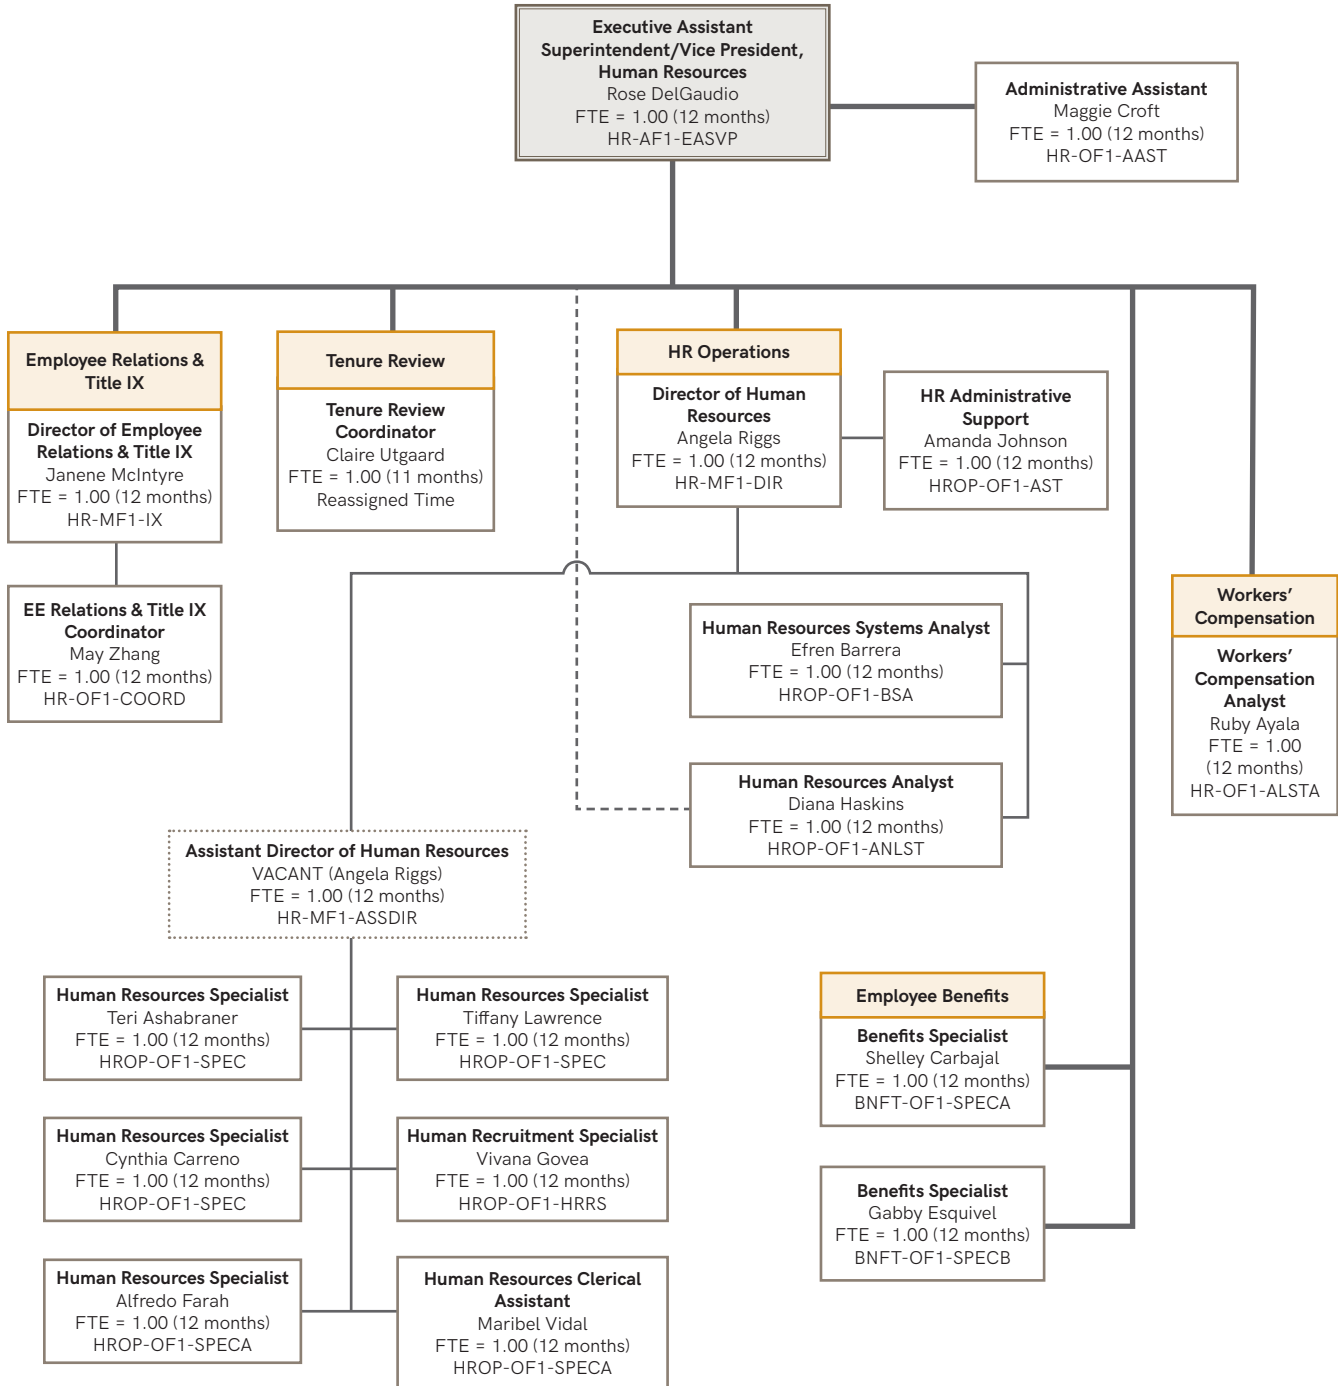 Executive Assistant
Superintendent/Vice President,
Human Resources
Rose DelGaudio
FTE = 1.00 (12 months)
HR-AF1-EASVP
Administrative Assistant
Maggie Croft
FTE = 1.00 (12 months)
HR-OF1-AAST
Employee Relations &
Title IX
Director of Employee
Relations & Title IX
Janene McIntyre
FTE = 1.00 (12 months)
HR-MF1-IX
EE Relations & Title IX
Coordinator
May Zhang
FTE = 1.00 (12 months)
HR-OF1-COORD
Tenure Review
Tenure Review
Coordinator
Claire Utgaard
FTE = 1.00 (11 months)
Reassigned Time
HR Operations
Director of Human
Resources
Angela Riggs
FTE = 1.00 (12 months)
HR-MF1-DIR
HR Administrative
Support
Amanda Johnson
FTE = 1.00 (12 months)
HROP-OF1-AST
Human Resources Systems Analyst
Efren Barrera
FTE = 1.00 (12 months)
HROP-OF1-BSA
Human Resources Analyst
Diana Haskins
FTE = 1.00 (12 months)
HROP-OF1-ANLST
Workers’
Compensation
Workers’
Compensation
Analyst
Ruby Ayala
FTE = 1.00
(12 months)
HR-OF1-ALSTA
Assistant Director of Human Resources
VACANT (Angela Riggs)
FTE = 1.00 (12 months)
HR-MF1-ASSDIR
Human Resources Specialist
Teri Ashabraner
FTE = 1.00 (12 months)
HROP-OF1-SPEC
Human Resources Specialist
Tiffany Lawrence
FTE = 1.00 (12 months)
HROP-OF1-SPEC
Human Resources Specialist
Cynthia Carreno
FTE = 1.00 (12 months)
HROP-OF1-SPEC
Human Recruitment Specialist
Vivana Govea
FTE = 1.00 (12 months)
HROP-OF1-HRRS
Human Resources Specialist
Alfredo Farah
FTE = 1.00 (12 months)
HROP-OF1-SPECA
Human Resources Clerical
Assistant
Maribel Vidal
FTE = 1.00 (12 months)
HROP-OF1-SPECA
Employee Benefits
Benefits Specialist
Shelley Carbajal
FTE = 1.00 (12 months)
BNFT-OF1-SPECA
Benefits Specialist
Gabby Esquivel
FTE = 1.00 (12 months)
BNFT-OF1-SPECB